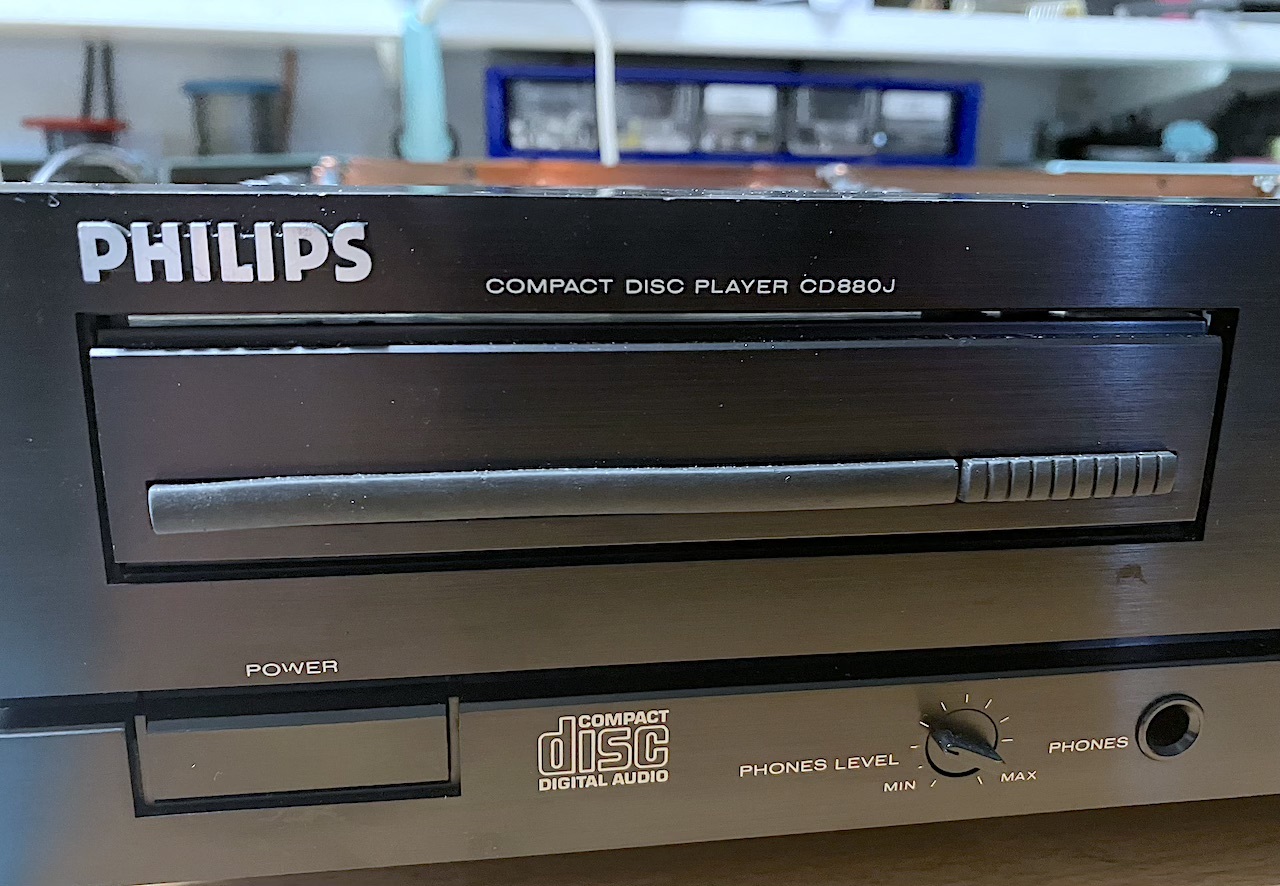 PHILIPS
COMPACT DISC PLAYER CD880J
POWER
COMPACT
disc
DIGITAL AUDIO
PHONES LEVEL
MIN
MAX
PHONES